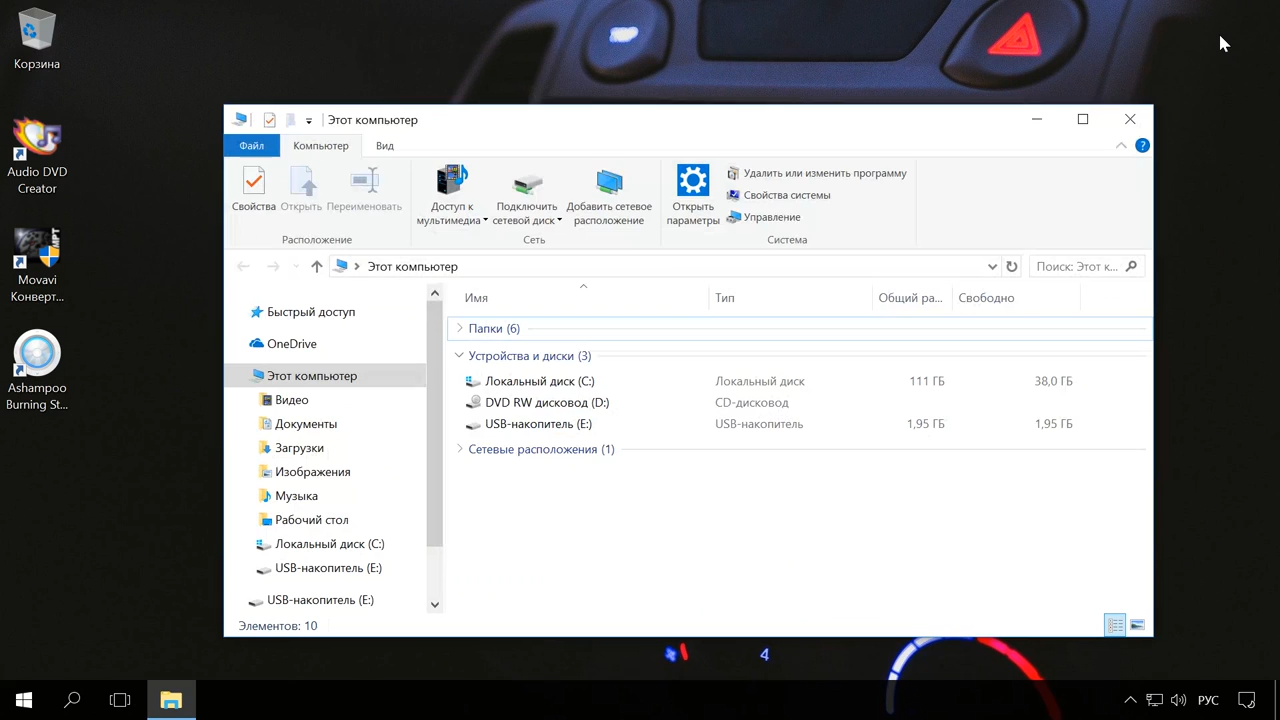 Корзина
Audio DVD
Creator
Movavi
Конверт...
Ashampoo
Burning St...
Этот компьютер
Файл
Компьютер
Вид
?
Свойства
Открыть
Переименовать
Расположение
Доступ к
мультимедиа
Подключить
сетевой диск
Добавить сетевое
расположение
Сеть
Открыть
параметры
Удалить или изменить программу
Свойства системы
Управление
Система
Этот компьютер
Поиск: Этот к...
Быстрый доступ
OneDrive
Этот компьютер
Видео
Документы
Загрузки
Изображения
Музыка
Рабочий стол
Локальный диск (C:)
USB-накопитель (E:)
USB-накопитель (E:)
Имя Тип Общий ра... Свободно
Папки (6)
Устройства и диски (3)
Локальный диск (C:) Локальный диск 111 ГБ 38,0 ГБ
DVD RW дисковод (D:) CD-дисковод
USB-накопитель (E:) USB-накопитель 1,95 ГБ 1,95 ГБ
Сетевые расположения (1)
Элементов: 10
4
РУС